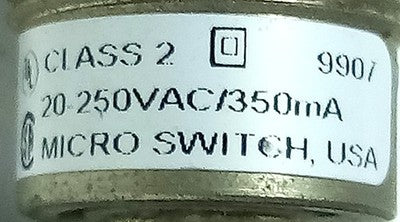 CLASS 2 9907
20-250VAC/350mA
MICRO SWITCH, USA